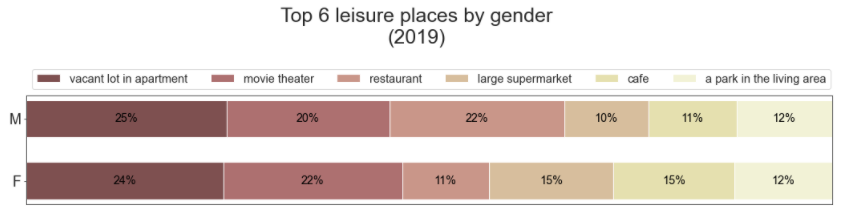 Top 6 leisure places by gender
(2019)
vacant lot in apartment movie theater restaurant large supermarket cafe a park in the living area
M 25% 20% 22% 10% 11% 12%
F 24% 22% 11% 15% 15% 12%